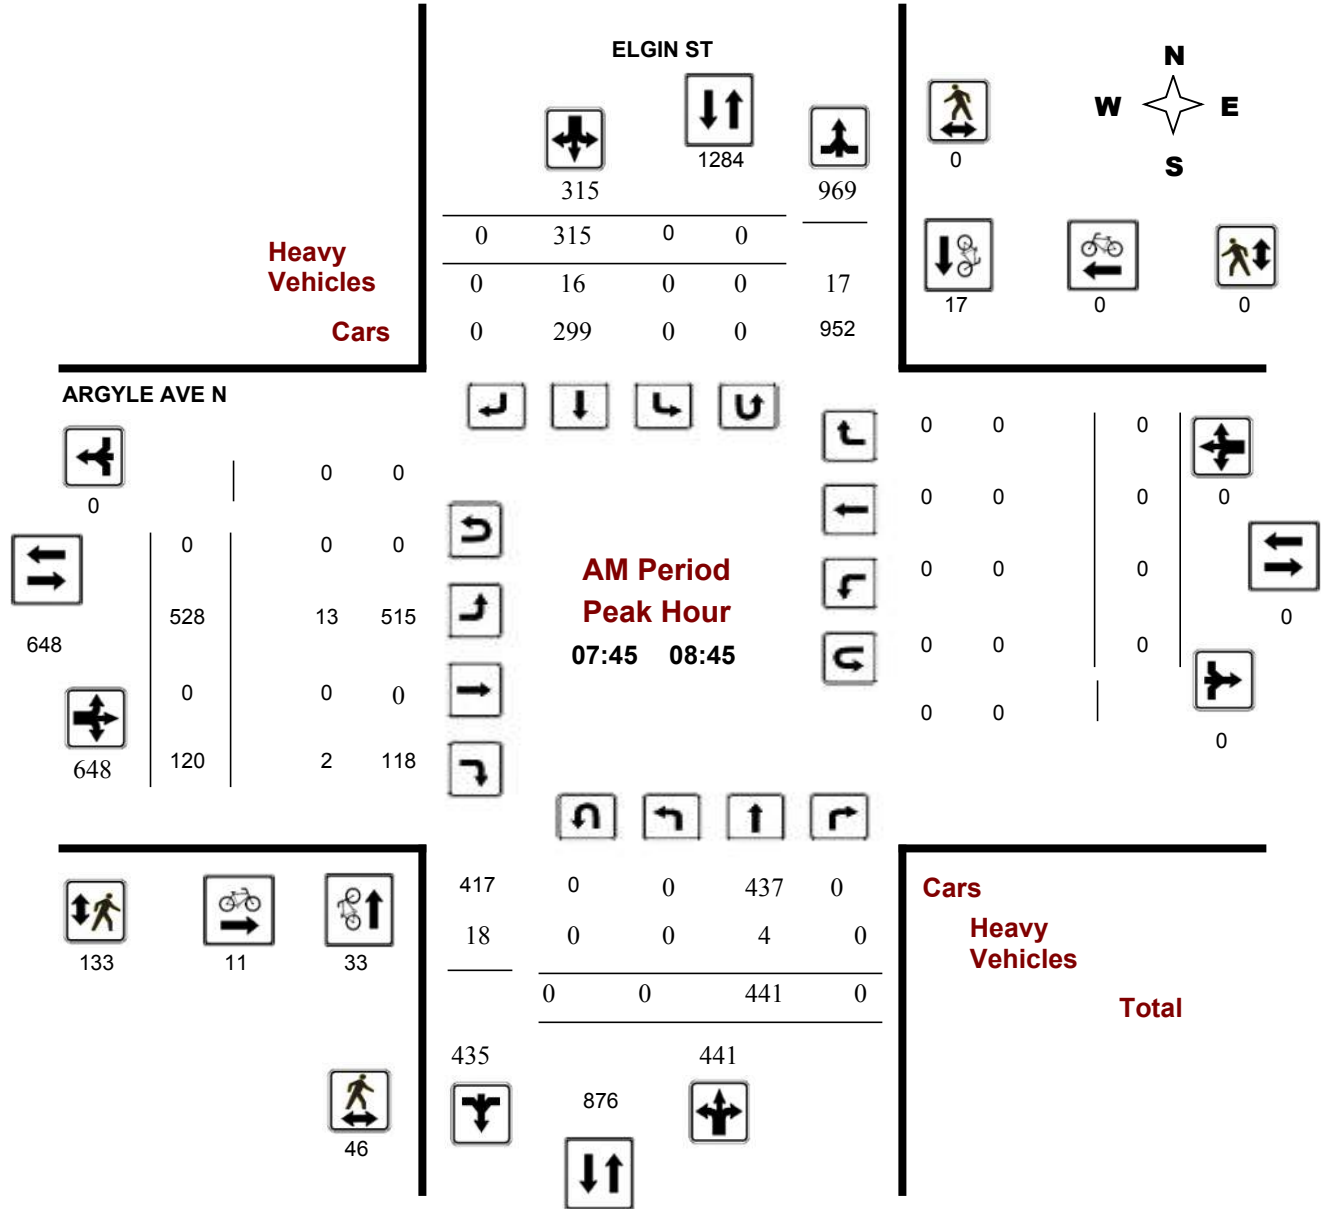 ELGIN ST
N
W E
S
1284
0
315 969
0 315 0 0
Heavy
Vehicles
0 16 0 0 17
17 0 0
Cars
0 299 0 0 952
ARGYLE AVE N
0 0 0
0 0
0
0 0 0 0
0 0 0
AM Period
0 0 0
Peak Hour
528 13 515
0
648
07:45 08:45
0 0 0
0 0 0
0 0
0
648
120 2 118
417 0 0 437 0
Cars
18 0 0 4 0
Heavy
Vehicles
133 11 33
0 0 441 0
Total
435 441
876
46